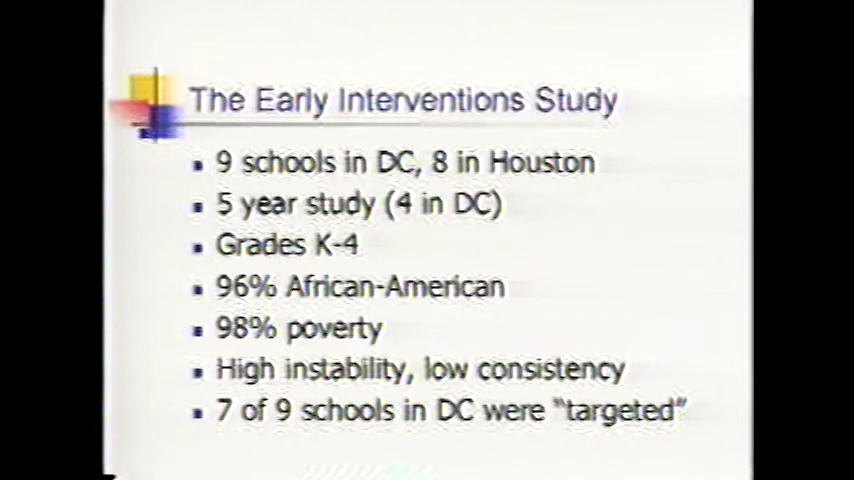 The Early Interventions Study
9 schools in DC, 8 in Houston
5 year study (4 in DC)
Grades K-4
96% African-American
98% poverty
High instability, low consistency
7 of 9 schools in DC were “targeted”